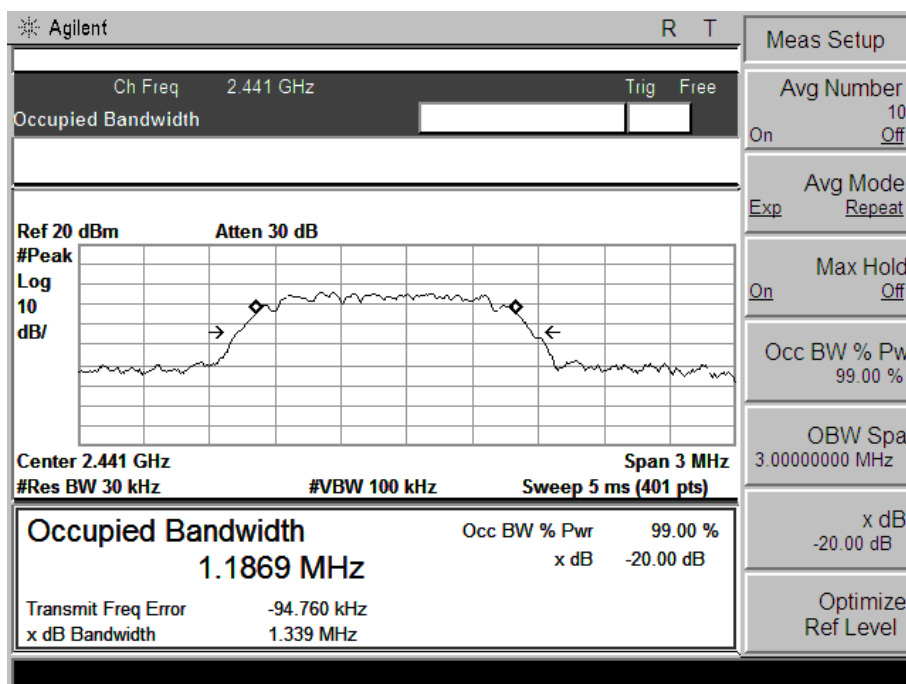 Agilent R T
Ch Freq 2.441 GHz Trig Free
Occupied Bandwidth
Ref 20 dBm Atten 30 dB
#Peak
Log
10
dB/
Center 2.441 GHz Span 3 MHz
#Res BW 30 kHz #VBW 100 kHz Sweep 5 ms (401 pts)
Occupied Bandwidth
1.1869 MHz
Occ BW % Pwr 99.00 %
x dB -20.00 dB
Transmit Freq Error -94.760 kHz
x dB Bandwidth 1.339 MHz
Meas Setup
Avg Number
10
On Off
Avg Mode
Exp Repeat
Max Hold
On Off
Occ BW % Pw
99.00 %
OBW Spa
3.00000000 MHz
x dB
-20.00 dB
Optimize
Ref Level